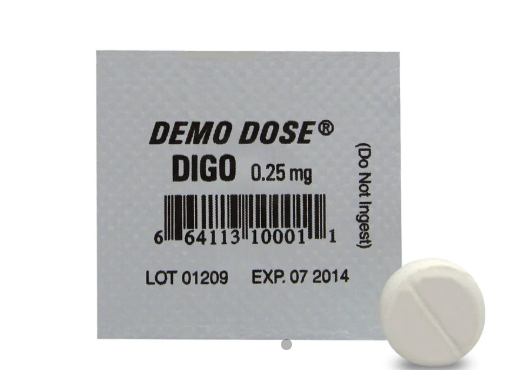 DEMO DOSE®
DIGO 0.25 mg
(Do Not Ingest)
6 64113 10001 1
LOT 01209 EXP. 07 2014